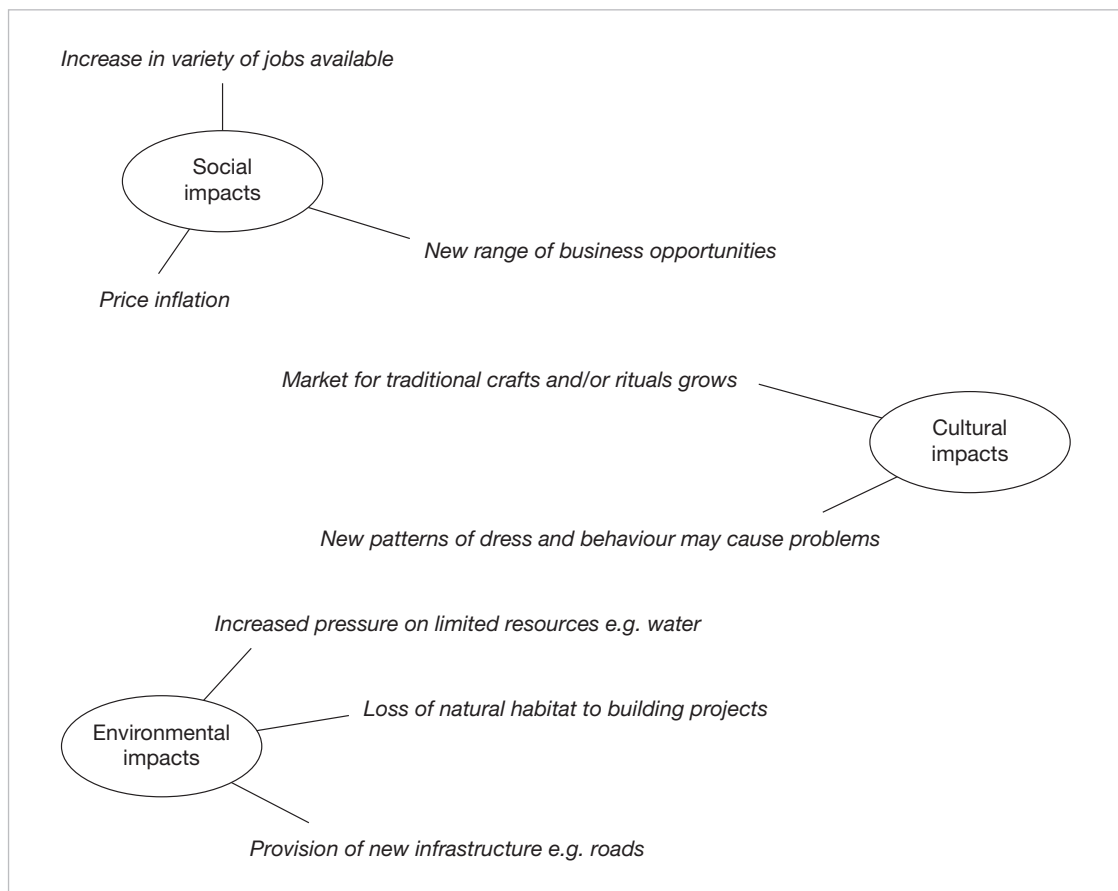 Increase in variety of jobs available
Social
impacts
New range of business opportunities
Price inflation
Market for traditional crafts and/or rituals grows
Cultural
impacts
New patterns of dress and behaviour may cause problems
Increased pressure on limited resources e.g. water
Loss of natural habitat to building projects
Environmental
impacts
Provision of new infrastructure e.g. roads